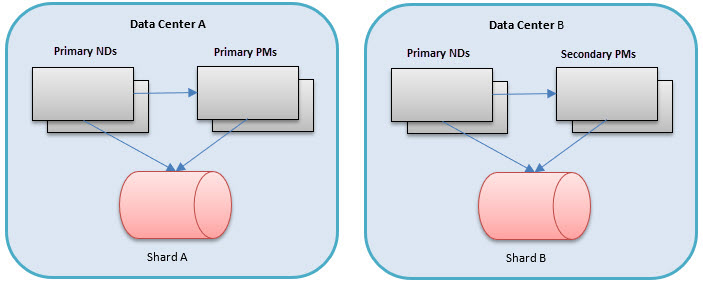 Data Center A
Primary NDs
Primary PMs
Shard A
Data Center B
Primary NDs
Secondary PMs
Shard B